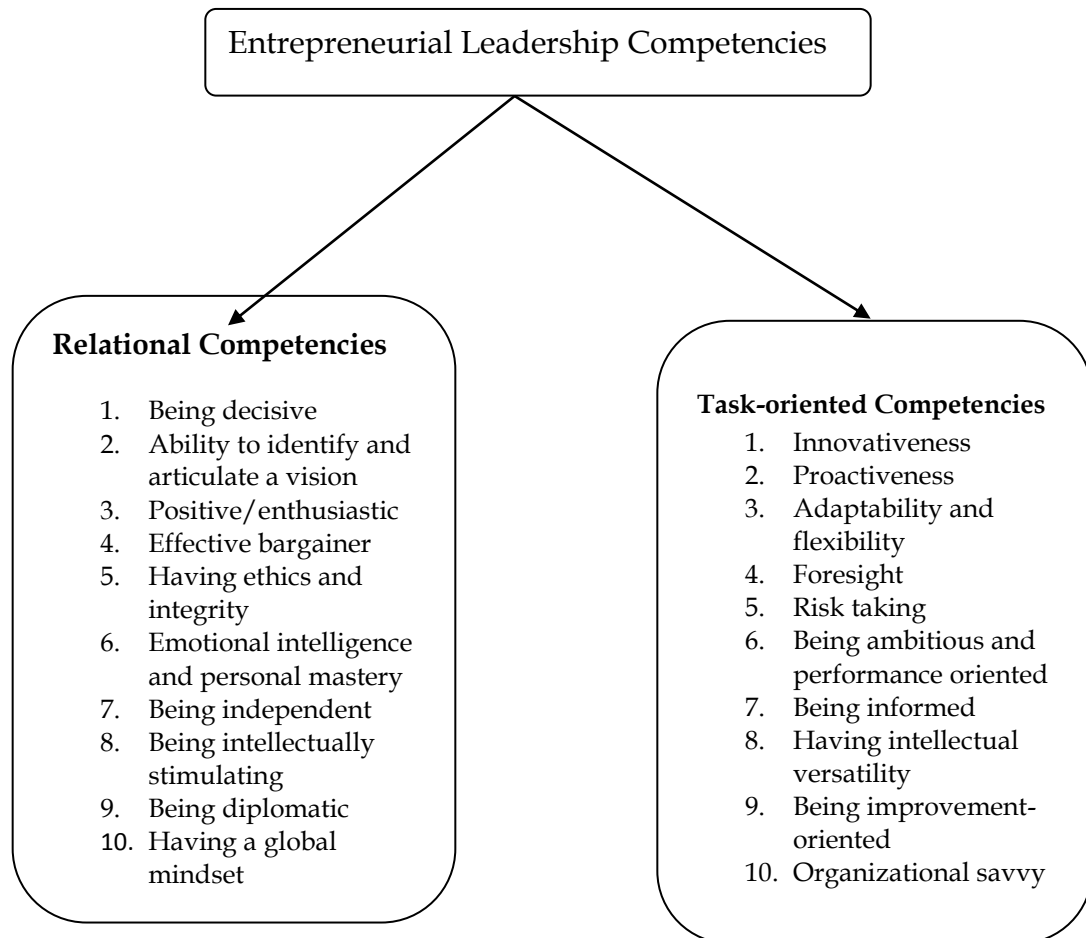 Entrepreneurial Leadership Competencies
Relational Competencies
1. Being decisive
2. Ability to identify and
articulate a vision
3. Positive/enthusiastic
4. Effective bargainer
5. Having ethics and
integrity
6. Emotional intelligence
and personal mastery
7. Being independent
8. Being intellectually
stimulating
9. Being diplomatic
10. Having a global
mindset
Task-oriented Competencies
1. Innovativeness
2. Proactiveness
3. Adaptability and
flexibility
4. Foresight
5. Risk taking
6. Being ambitious and
performance oriented
7. Being informed
8. Having intellectual
versatility
9. Being improvement-
oriented
10. Organizational savvy